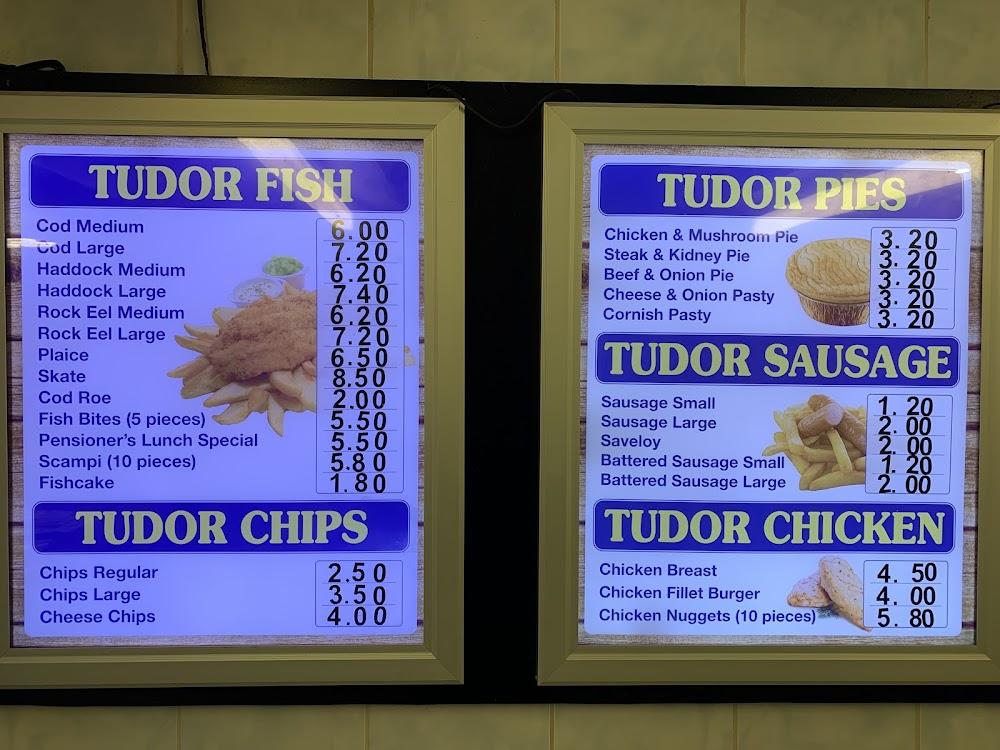 TUDOR FISH
Cod Medium 6.00
Cod Large 7.20
Haddock Medium 6.20
Haddock Large 7.40
Rock Eel Medium 6.20
Rock Eel Large 7.20
Plaice 6.50
Skate 8.50
Cod Roe 2.00
Fish Bites (5 pieces) 5.50
Pensioner's Lunch Special 5.50
Scampi (10 pieces) 5.80
Fishcake 1.80
TUDOR CHIPS
Chips Regular 2.50
Chips Large 3.50
Cheese Chips 4.00
TUDOR PIES
Chicken & Mushroom Pie 3.20
Steak & Kidney Pie 3.20
Beef & Onion Pie 3.20
Cheese & Onion Pasty 3.20
Cornish Pasty 3.20
TUDOR SAUSAGE
Sausage Small 1.20
Sausage Large 2.00
Saveloy 2.00
Battered Sausage Small 1.20
Battered Sausage Large 2.00
TUDOR CHICKEN
Chicken Breast 4.50
Chicken Fillet Burger 4.00
Chicken Nuggets (10 pieces) 5.80